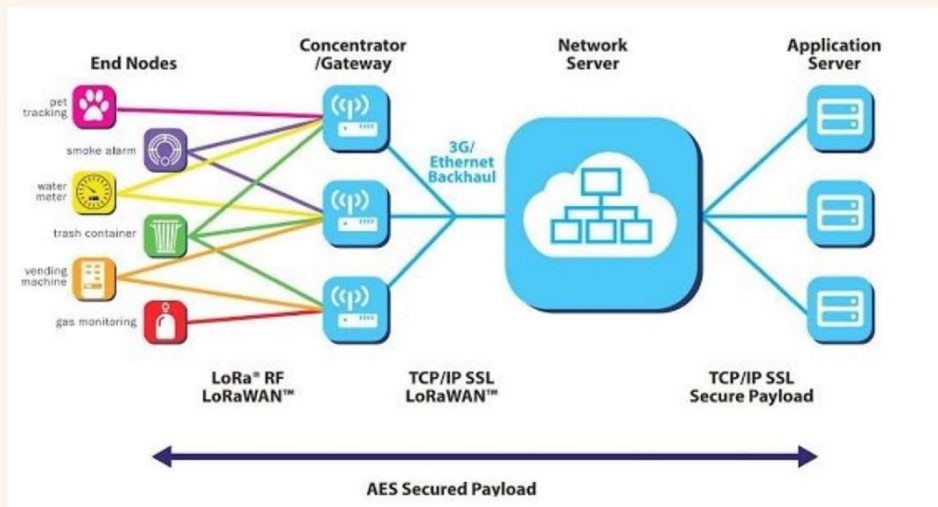 End Nodes
Concentrator
/Gateway
Network
Server
Application
Server
pet
tracking
smoke alarm
water
meter
trash container
vending
machine
gas monitoring
3G/
Ethernet
Backhaul
LoRa® RF
LoRaWAN™
TCP/IP SSL
LoRaWAN™
TCP/IP SSL
Secure Payload
AES Secured Payload